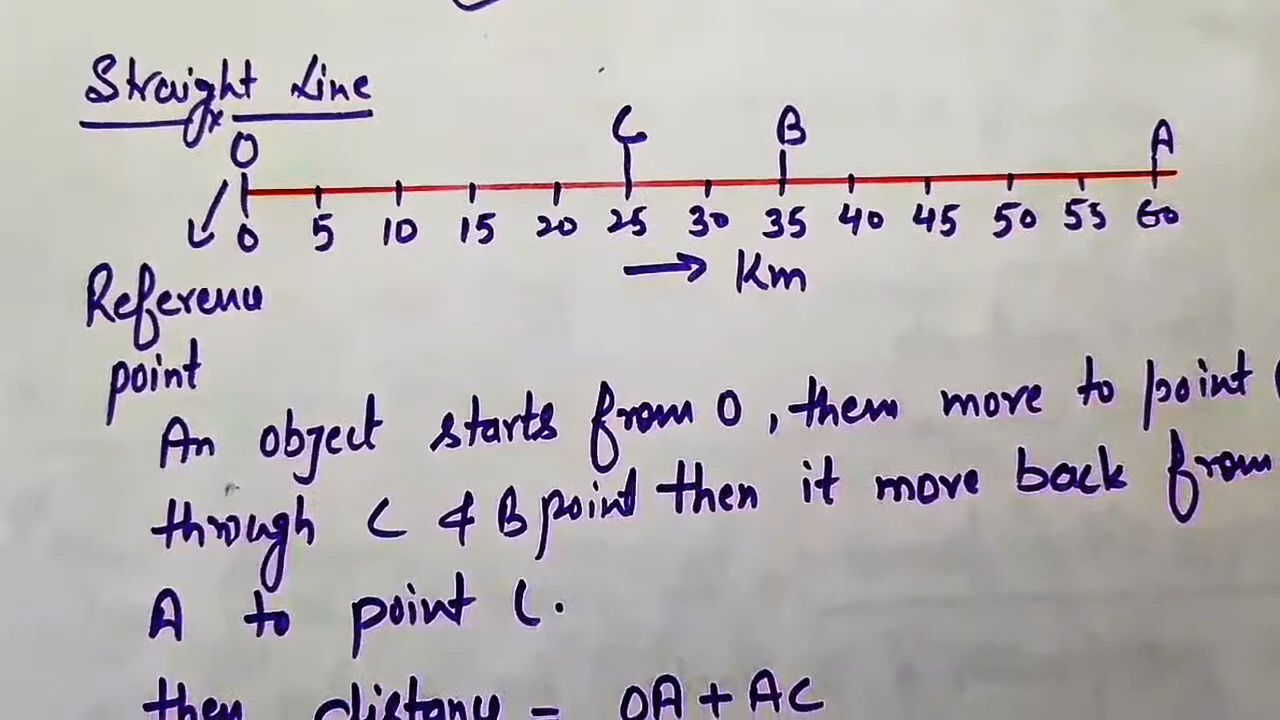 Straight Line
O C B A
0 5 10 15 20 25 30 35 40 45 50 55 60
→ Km
Reference
point
An object starts from O, them move to point
through C & B point then it move back from
A to point C.
then distance = OA + AC